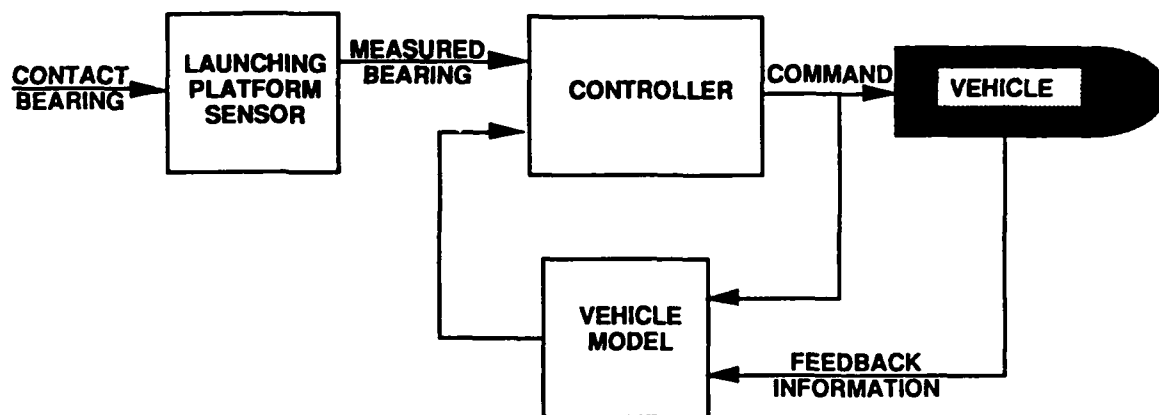 CONTACT
BEARING
LAUNCHING
PLATFORM
SENSOR
MEASURED
BEARING
CONTROLLER
COMMAND
VEHICLE
VEHICLE
MODEL
FEEDBACK
INFORMATION